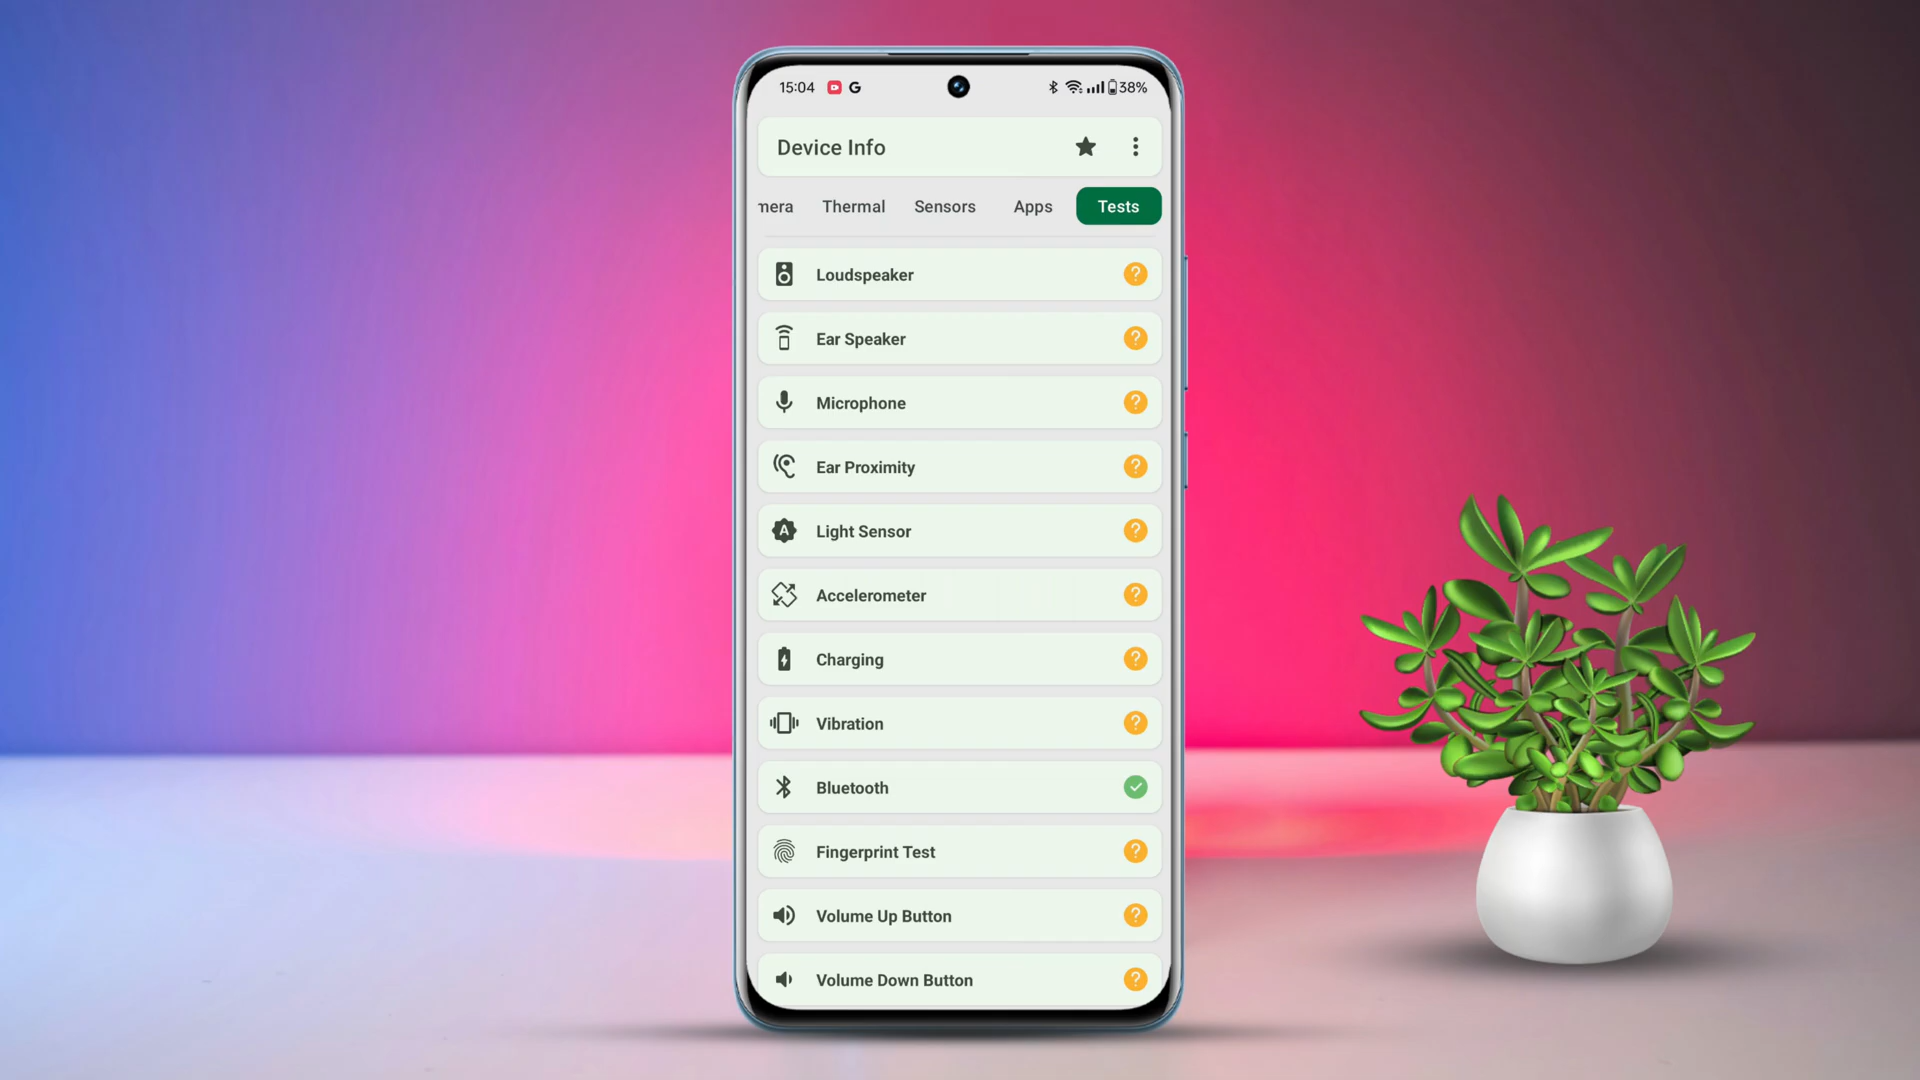 15:04 G 38%
Device Info
mera Thermal Sensors Apps Tests
Loudspeaker ?
Ear Speaker ?
Microphone ?
Ear Proximity ?
A Light Sensor ?
Accelerometer ?
Charging ?
Vibration ?
Bluetooth
Fingerprint Test ?
Volume Up Button ?
Volume Down Button ?